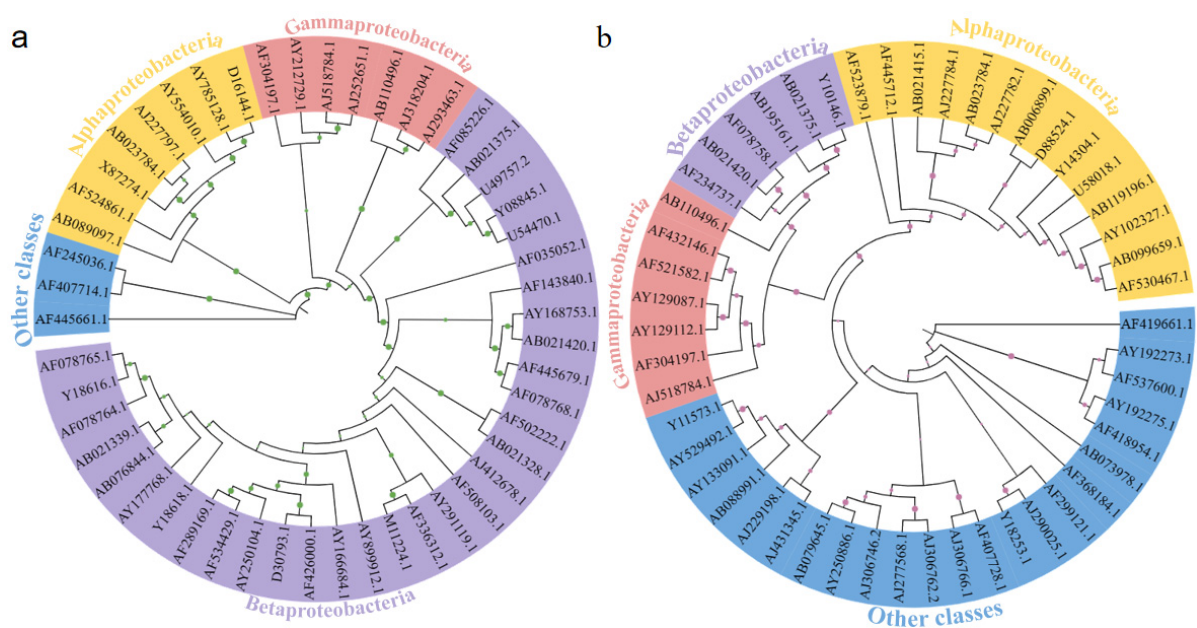 a
Gammaproteobacteria
Alphaproteobacteria
Other classes
Betaproteobacteria
AF445661.1
AF407714.1
AF245036.1
AB089097.1
AF524861.1
X87274.1
AB023784.1
AJ227797.1
AY554010.1
AY785128.1
D16144.1
AF304197.1
AY212729.1
AJ518784.1
AJ252651.1
AB110496.1
AJ318204.1
AJ293463.1
AF085226.1
AB021375.1
U49757.2
Y08845.1
U54470.1
AF035052.1
AF143840.1
AY168753.1
AB021420.1
AF445679.1
AF078768.1
AF502222.1
AB021328.1
AJ412678.1
AF508103.1
AY291119.1
AF336312.1
M11224.1
AY899912.1
AY166684.1
AF426000.1
D30793.1
AY250104.1
AF534429.1
AF289169.1
Y18618.1
AY177768.1
AB076844.1
AB021339.1
AF078764.1
Y18616.1
AF078765.1
b
Alphaproteobacteria
Betaproteobacteria
Gammaproteobacteria
Other classes
Y11573.1
AJ518784.1
AF304197.1
AY129112.1
AY129087.1
AF521582.1
AF432146.1
AB110496.1
AF234737.1
AB021420.1
AF078758.1
AB195161.1
AB021375.1
Y10146.1
AF523879.1
AF445712.1
AB021415.1
AJ227784.1
AB023784.1
AJ227782.1
AB006899.1
D88524.1
Y14304.1
U58018.1
AB119196.1
AY102327.1
AB099659.1
AF530467.1
AF419661.1
AY192273.1
AF537600.1
AY192275.1
AF418954.1
AB073978.1
AF368184.1
AF299121.1
AJ290025.1
Y18253.1
AF407728.1
AJ306766.1
AJ306762.2
AJ277568.1
AJ306746.2
AY250886.1
AB079645.1
AJ431345.1
AJ229198.1
AB088991.1
AY133091.1
AY529492.1